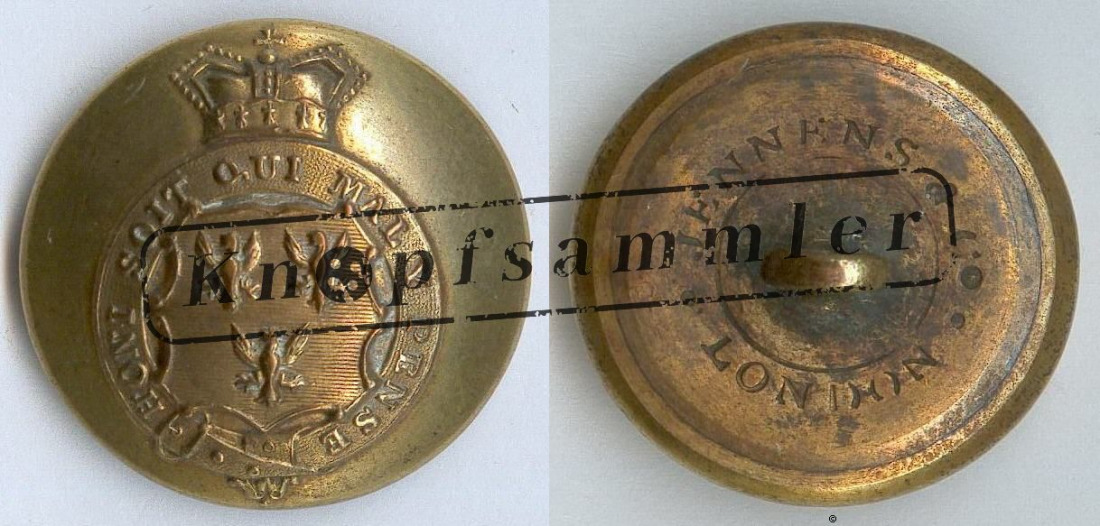 HONI SOIT QUI MAL Y PENSE
JENNENS & Co.
LONDON
Knopfsammler
©